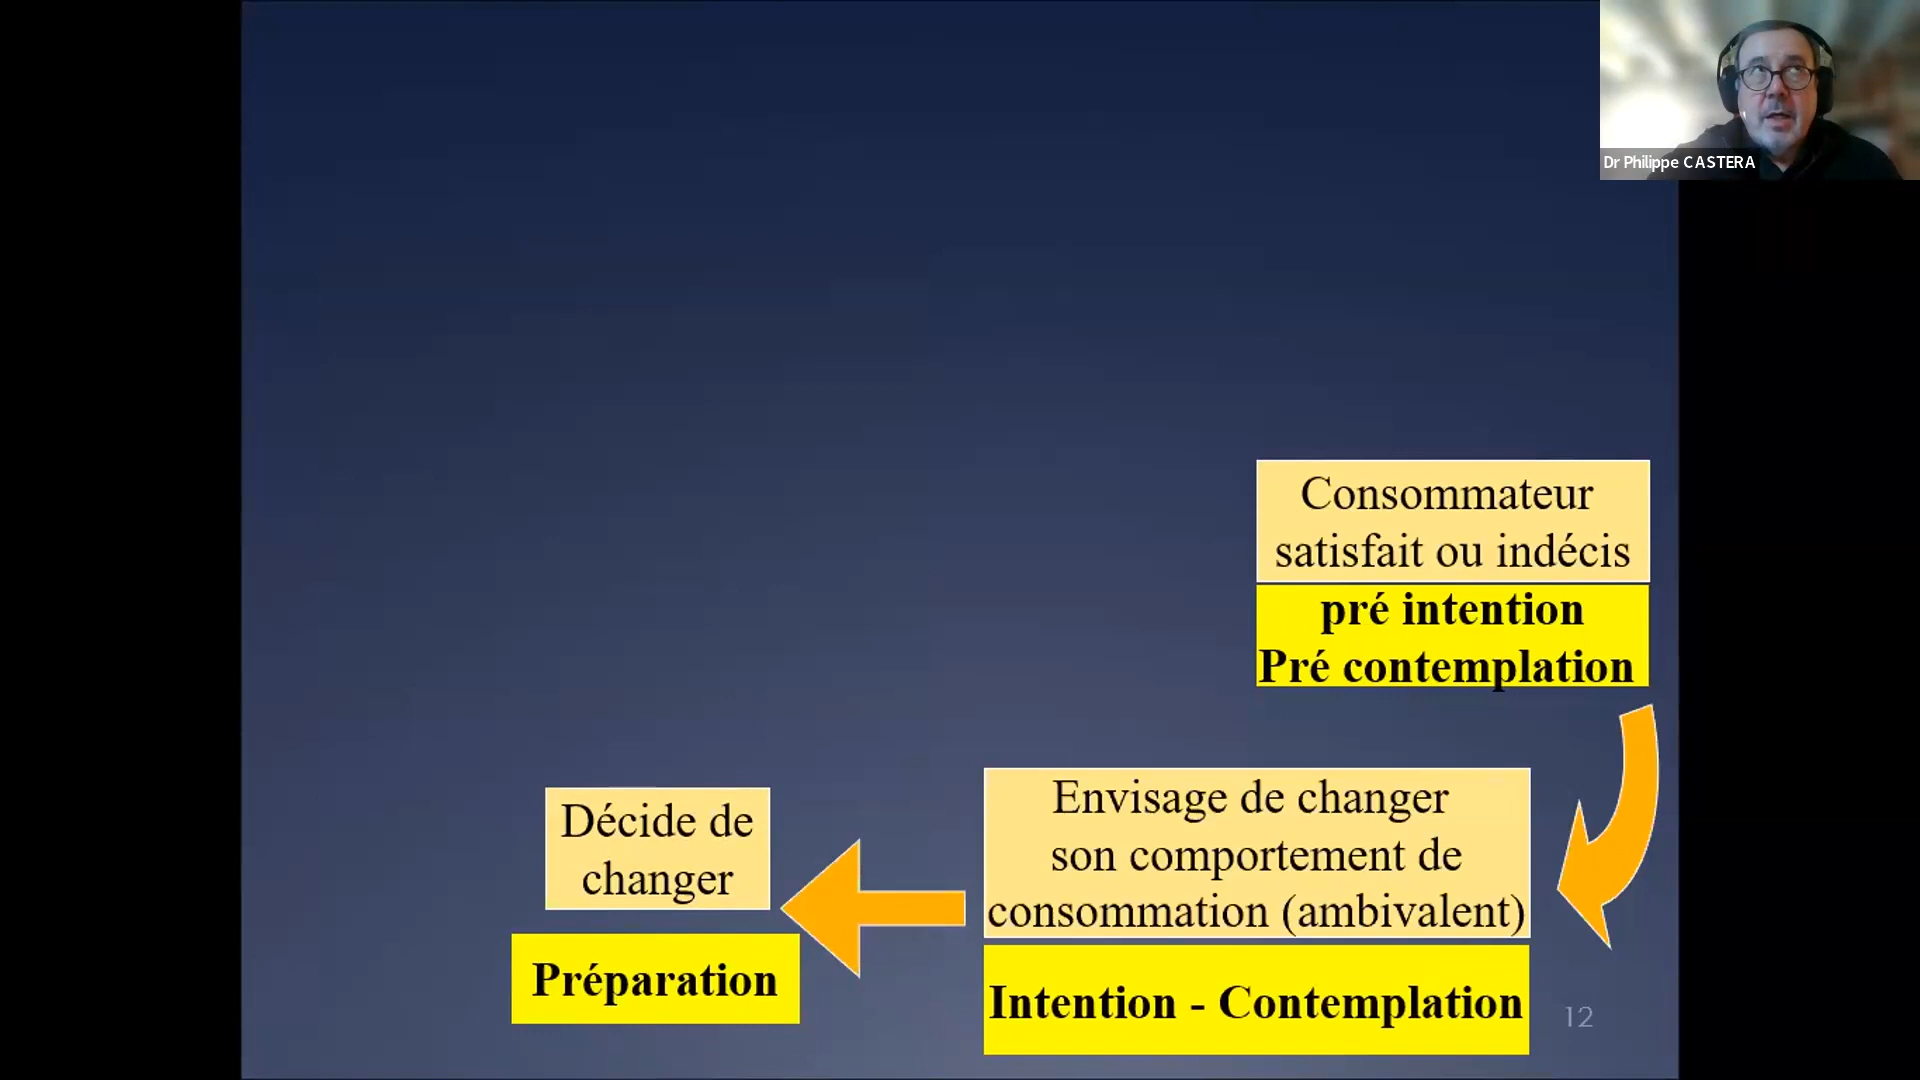 Dr Philippe CASTERA
Consommateur
satisfait ou indécis
pré intention
Pré contemplation
Envisage de changer
son comportement de
consommation (ambivalent)
Intention - Contemplation
Décide de
changer
Préparation
12